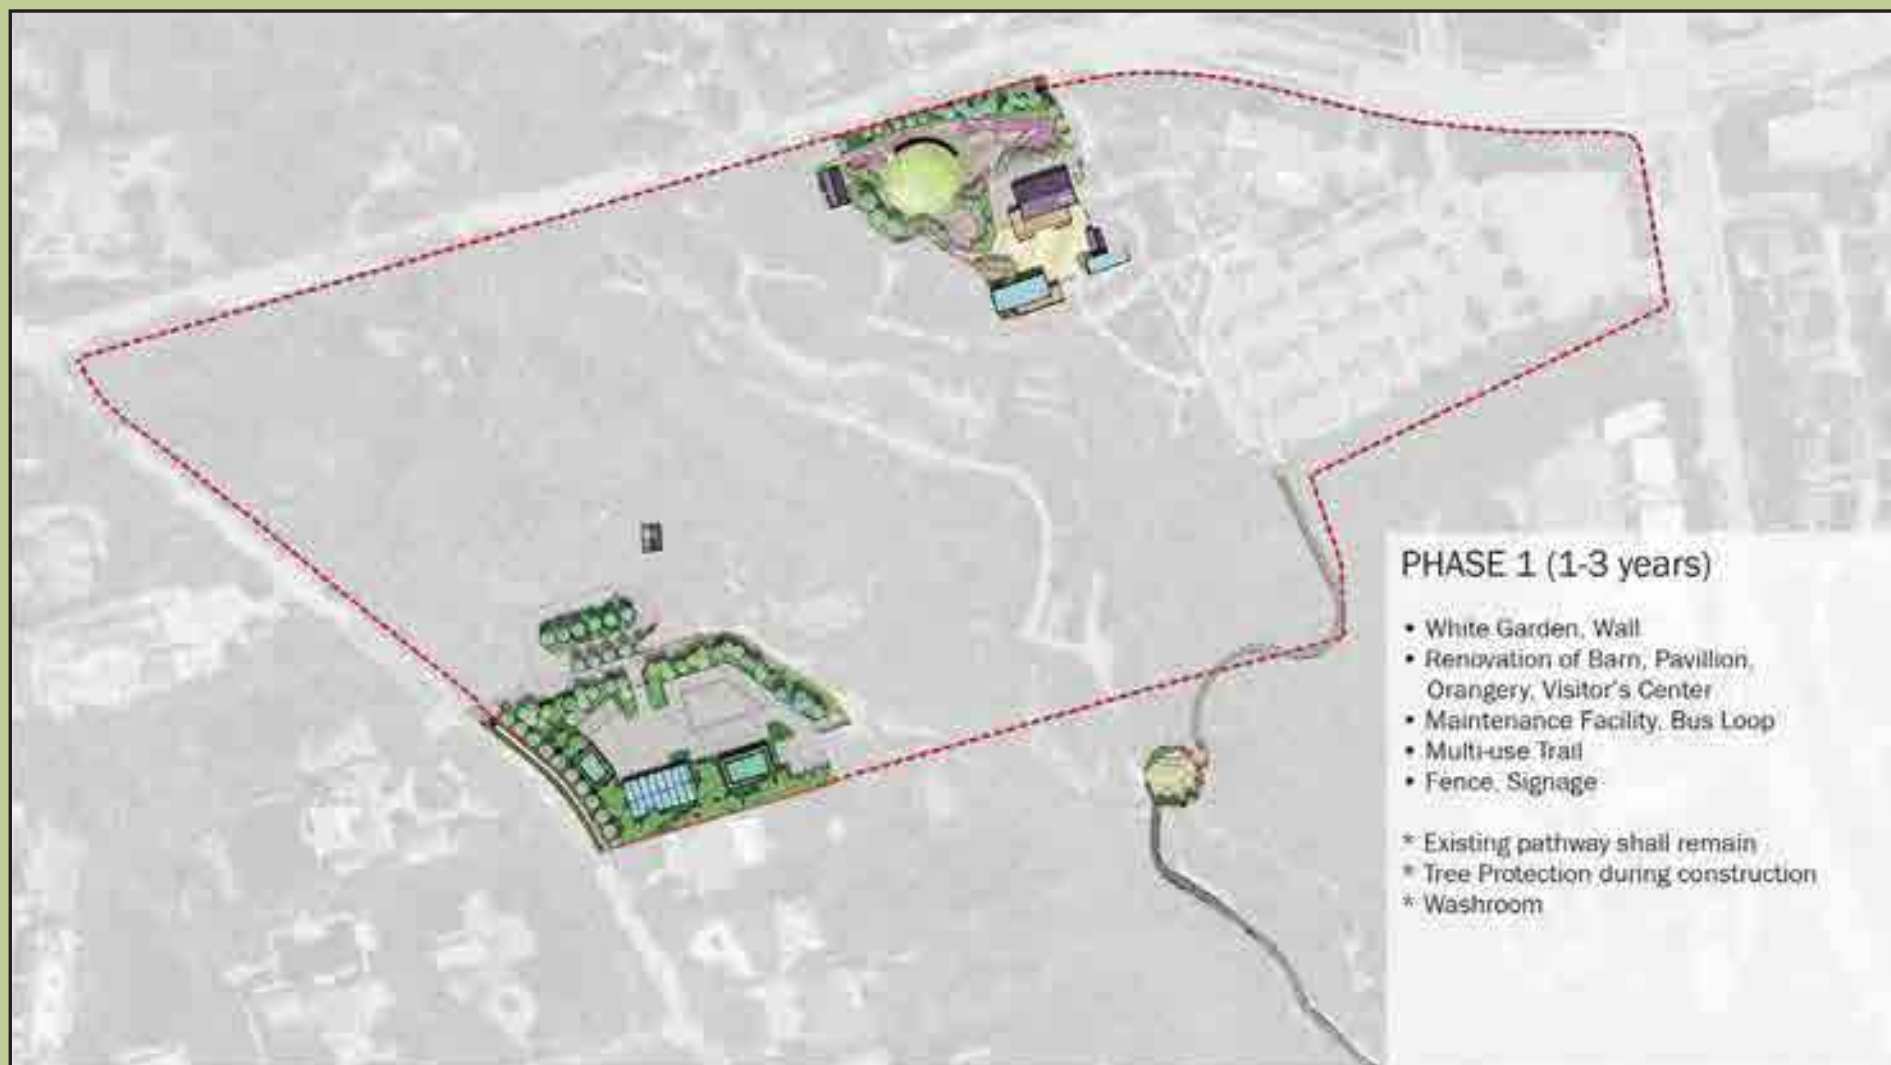 PHASE 1 (1-3 years)
• White Garden, Wall
• Renovation of Barn, Pavillion,
Orangery, Visitor's Center
• Maintenance Facility, Bus Loop
• Multi-use Trail
• Fence, Signage
* Existing pathway shall remain
* Tree Protection during construction
* Washroom